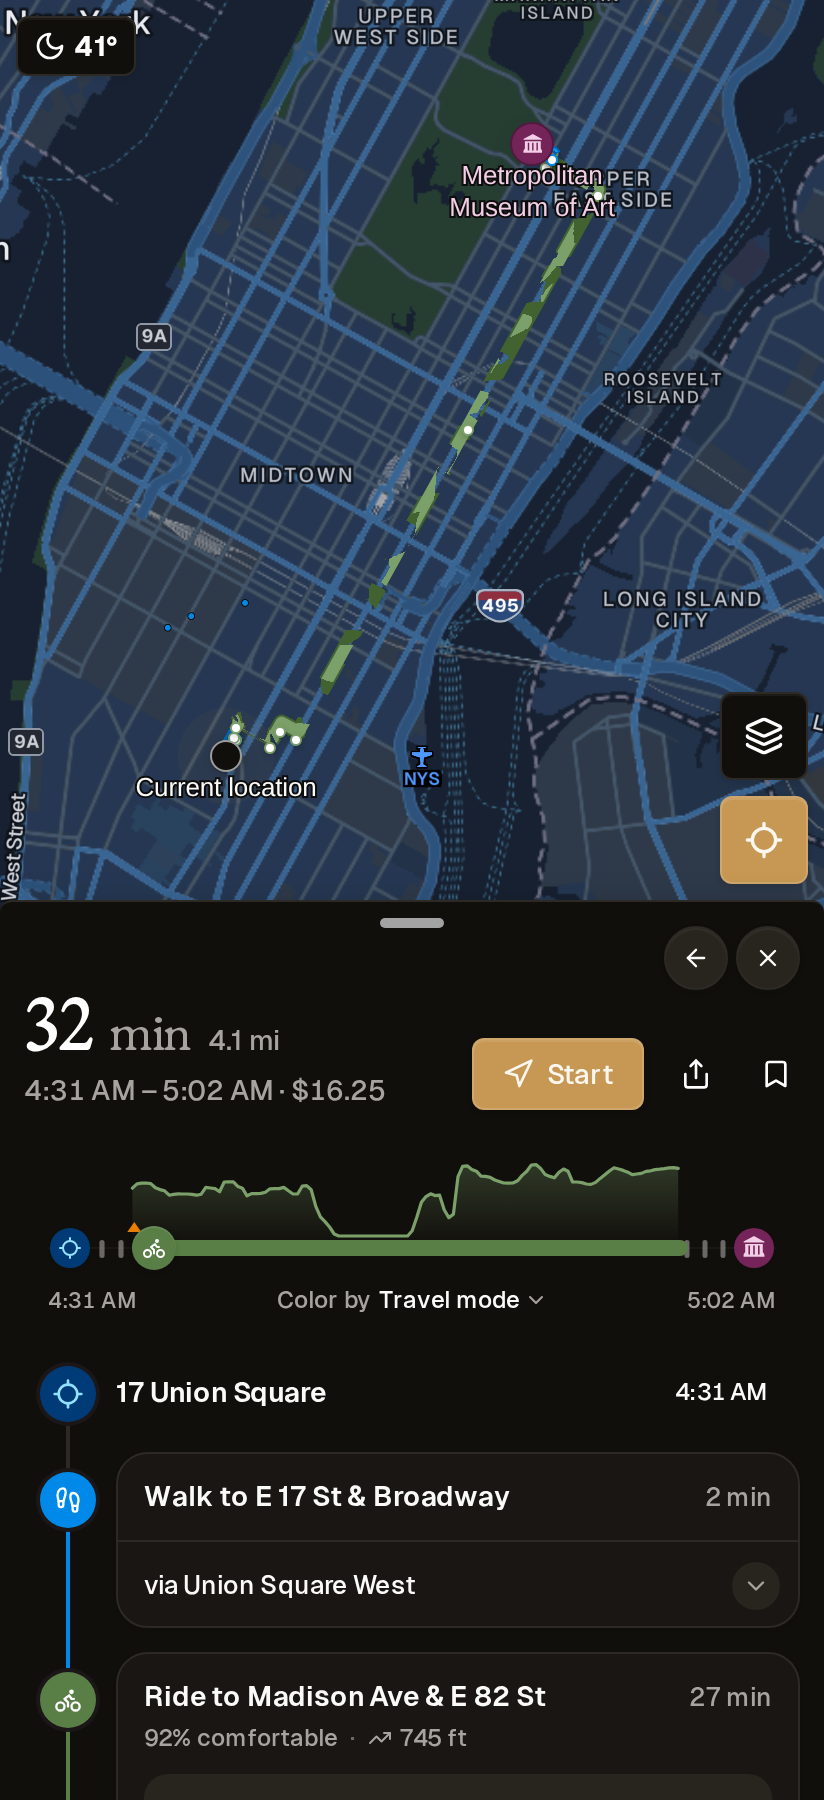 41°
UPPER
WEST SIDE
ISLAND
Metropolitan
Museum of Art
UPPER
EAST SIDE
9A
ROOSEVELT
ISLAND
MIDTOWN
495
LONG ISLAND
CITY
9A
NYS
Current location
West Street
32 min 4.1 mi
4:31 AM – 5:02 AM · $16.25
Start
4:31 AM
Color by Travel mode
5:02 AM
17 Union Square
4:31 AM
Walk to E 17 St & Broadway
2 min
via Union Square West
Ride to Madison Ave & E 82 St
27 min
92% comfortable · 745 ft